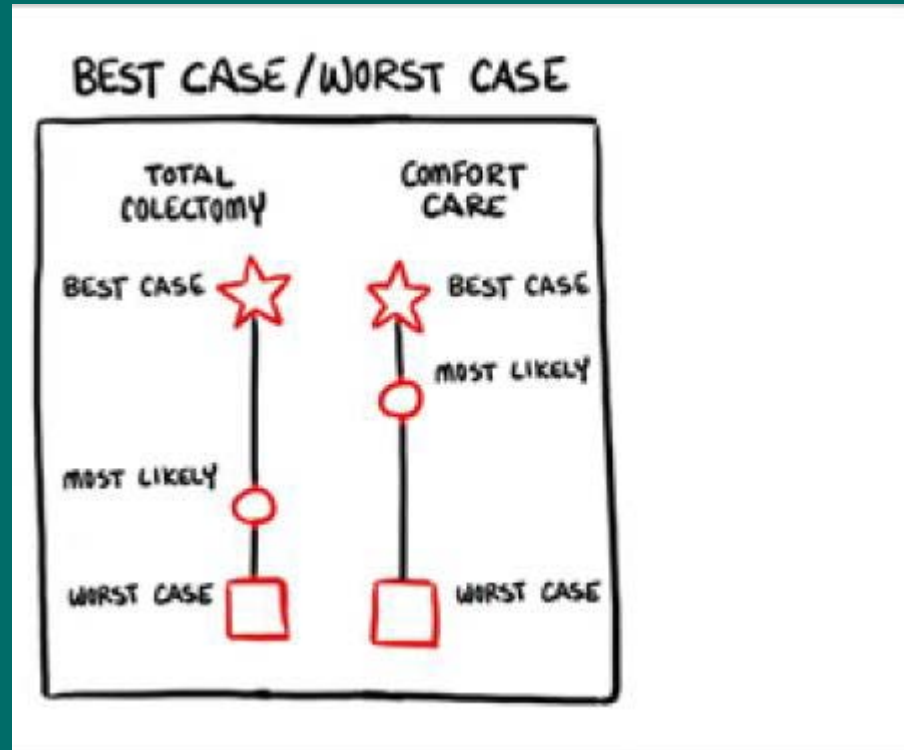 BEST CASE/WORST CASE
TOTAL
COLECTOMY
COMFORT
CARE
BEST CASE
BEST CASE
MOST LIKELY
MOST LIKELY
WORST CASE
WORST CASE